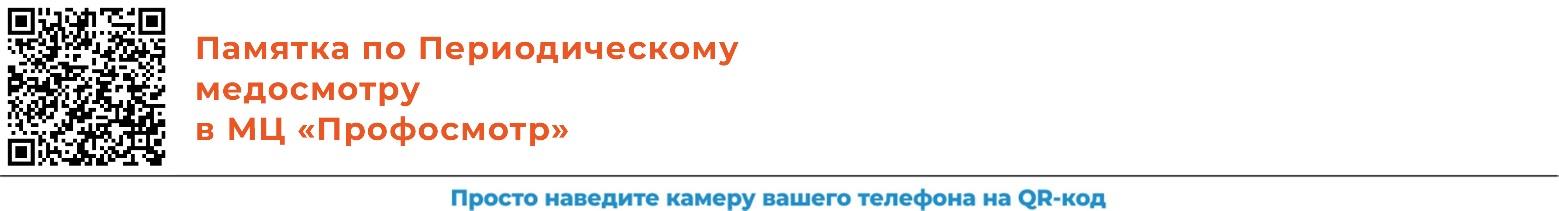 Памятка по Периодическому
медосмотру
в МЦ «Профосмотр»
Просто наведите камеру вашего телефона на QR-код